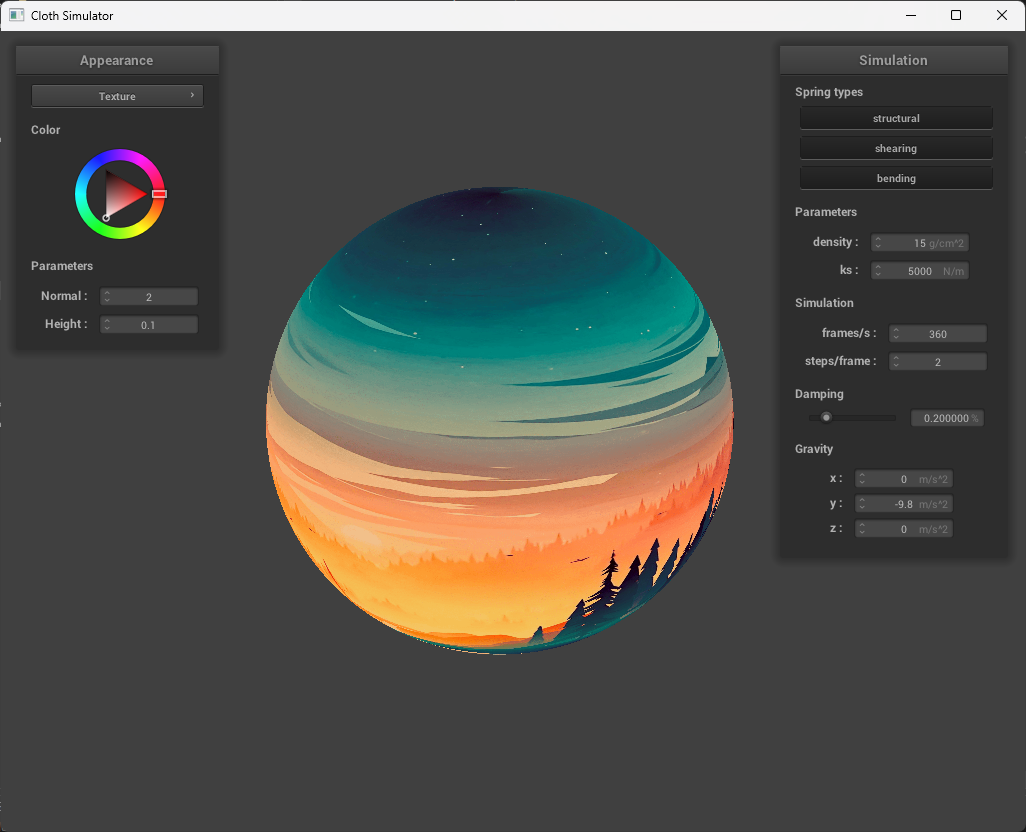 Cloth Simulator
Appearance
Texture
Color
Parameters
Normal : 2
Height : 0.1
Simulation
Spring types
structural
shearing
bending
Parameters
density : 15 g/cm^2
ks : 5000 N/m
Simulation
frames/s : 360
steps/frame : 2
Damping
0.200000 %
Gravity
x : 0 m/s^2
y : -9.8 m/s^2
z : 0 m/s^2